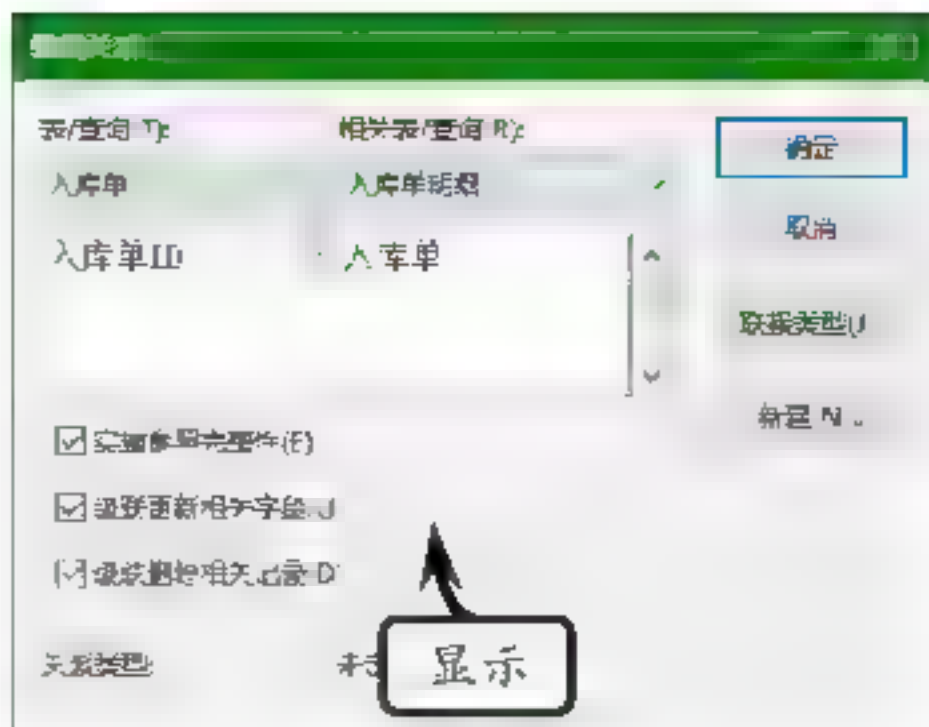 表/查询(T): 相关表/查询(R):
确定
入库单 入库单明细
取消
入库单ID 入库单
联接类型(J
新建(N)..
实施参照完整性(E)
级联更新相关字段(U
级联删除相关记录(D
关系类型:
显示